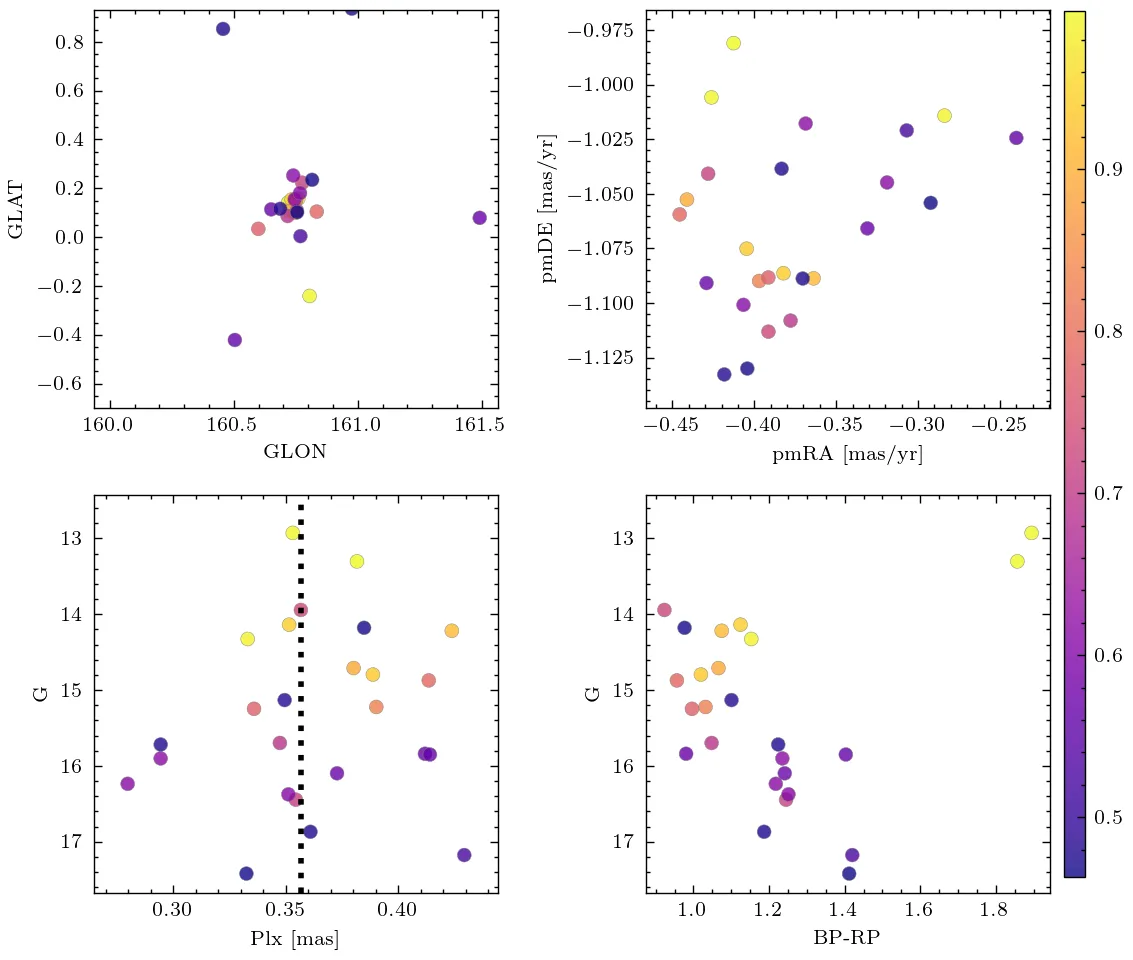 0.8
0.6
0.4
0.2
0.0
−0.2
−0.4
−0.6
GLAT
160.0 160.5 161.0 161.5
GLON
−0.975
−1.000
−1.025
−1.050
−1.075
−1.100
−1.125
pmDE [mas/yr]
−0.45 −0.40 −0.35 −0.30 −0.25
pmRA [mas/yr]
13
14
15
16
17
G
0.30 0.35 0.40
Plx [mas]
13
14
15
16
17
G
1.0 1.2 1.4 1.6 1.8
BP-RP
0.9
0.8
0.7
0.6
0.5